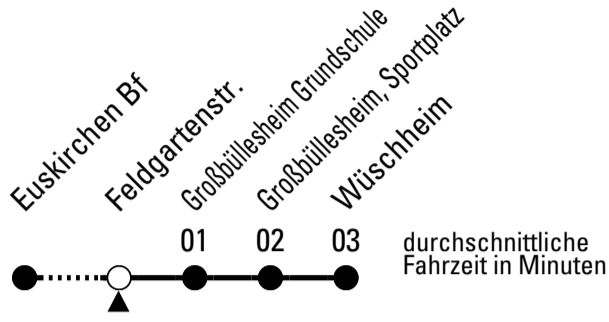 Euskirchen Bf
Feldgartenstr.
Großbüllesheim Grundschule
Großbüllesheim, Sportplatz
Wüschheim
01 02 03
durchschnittliche
Fahrzeit in Minuten